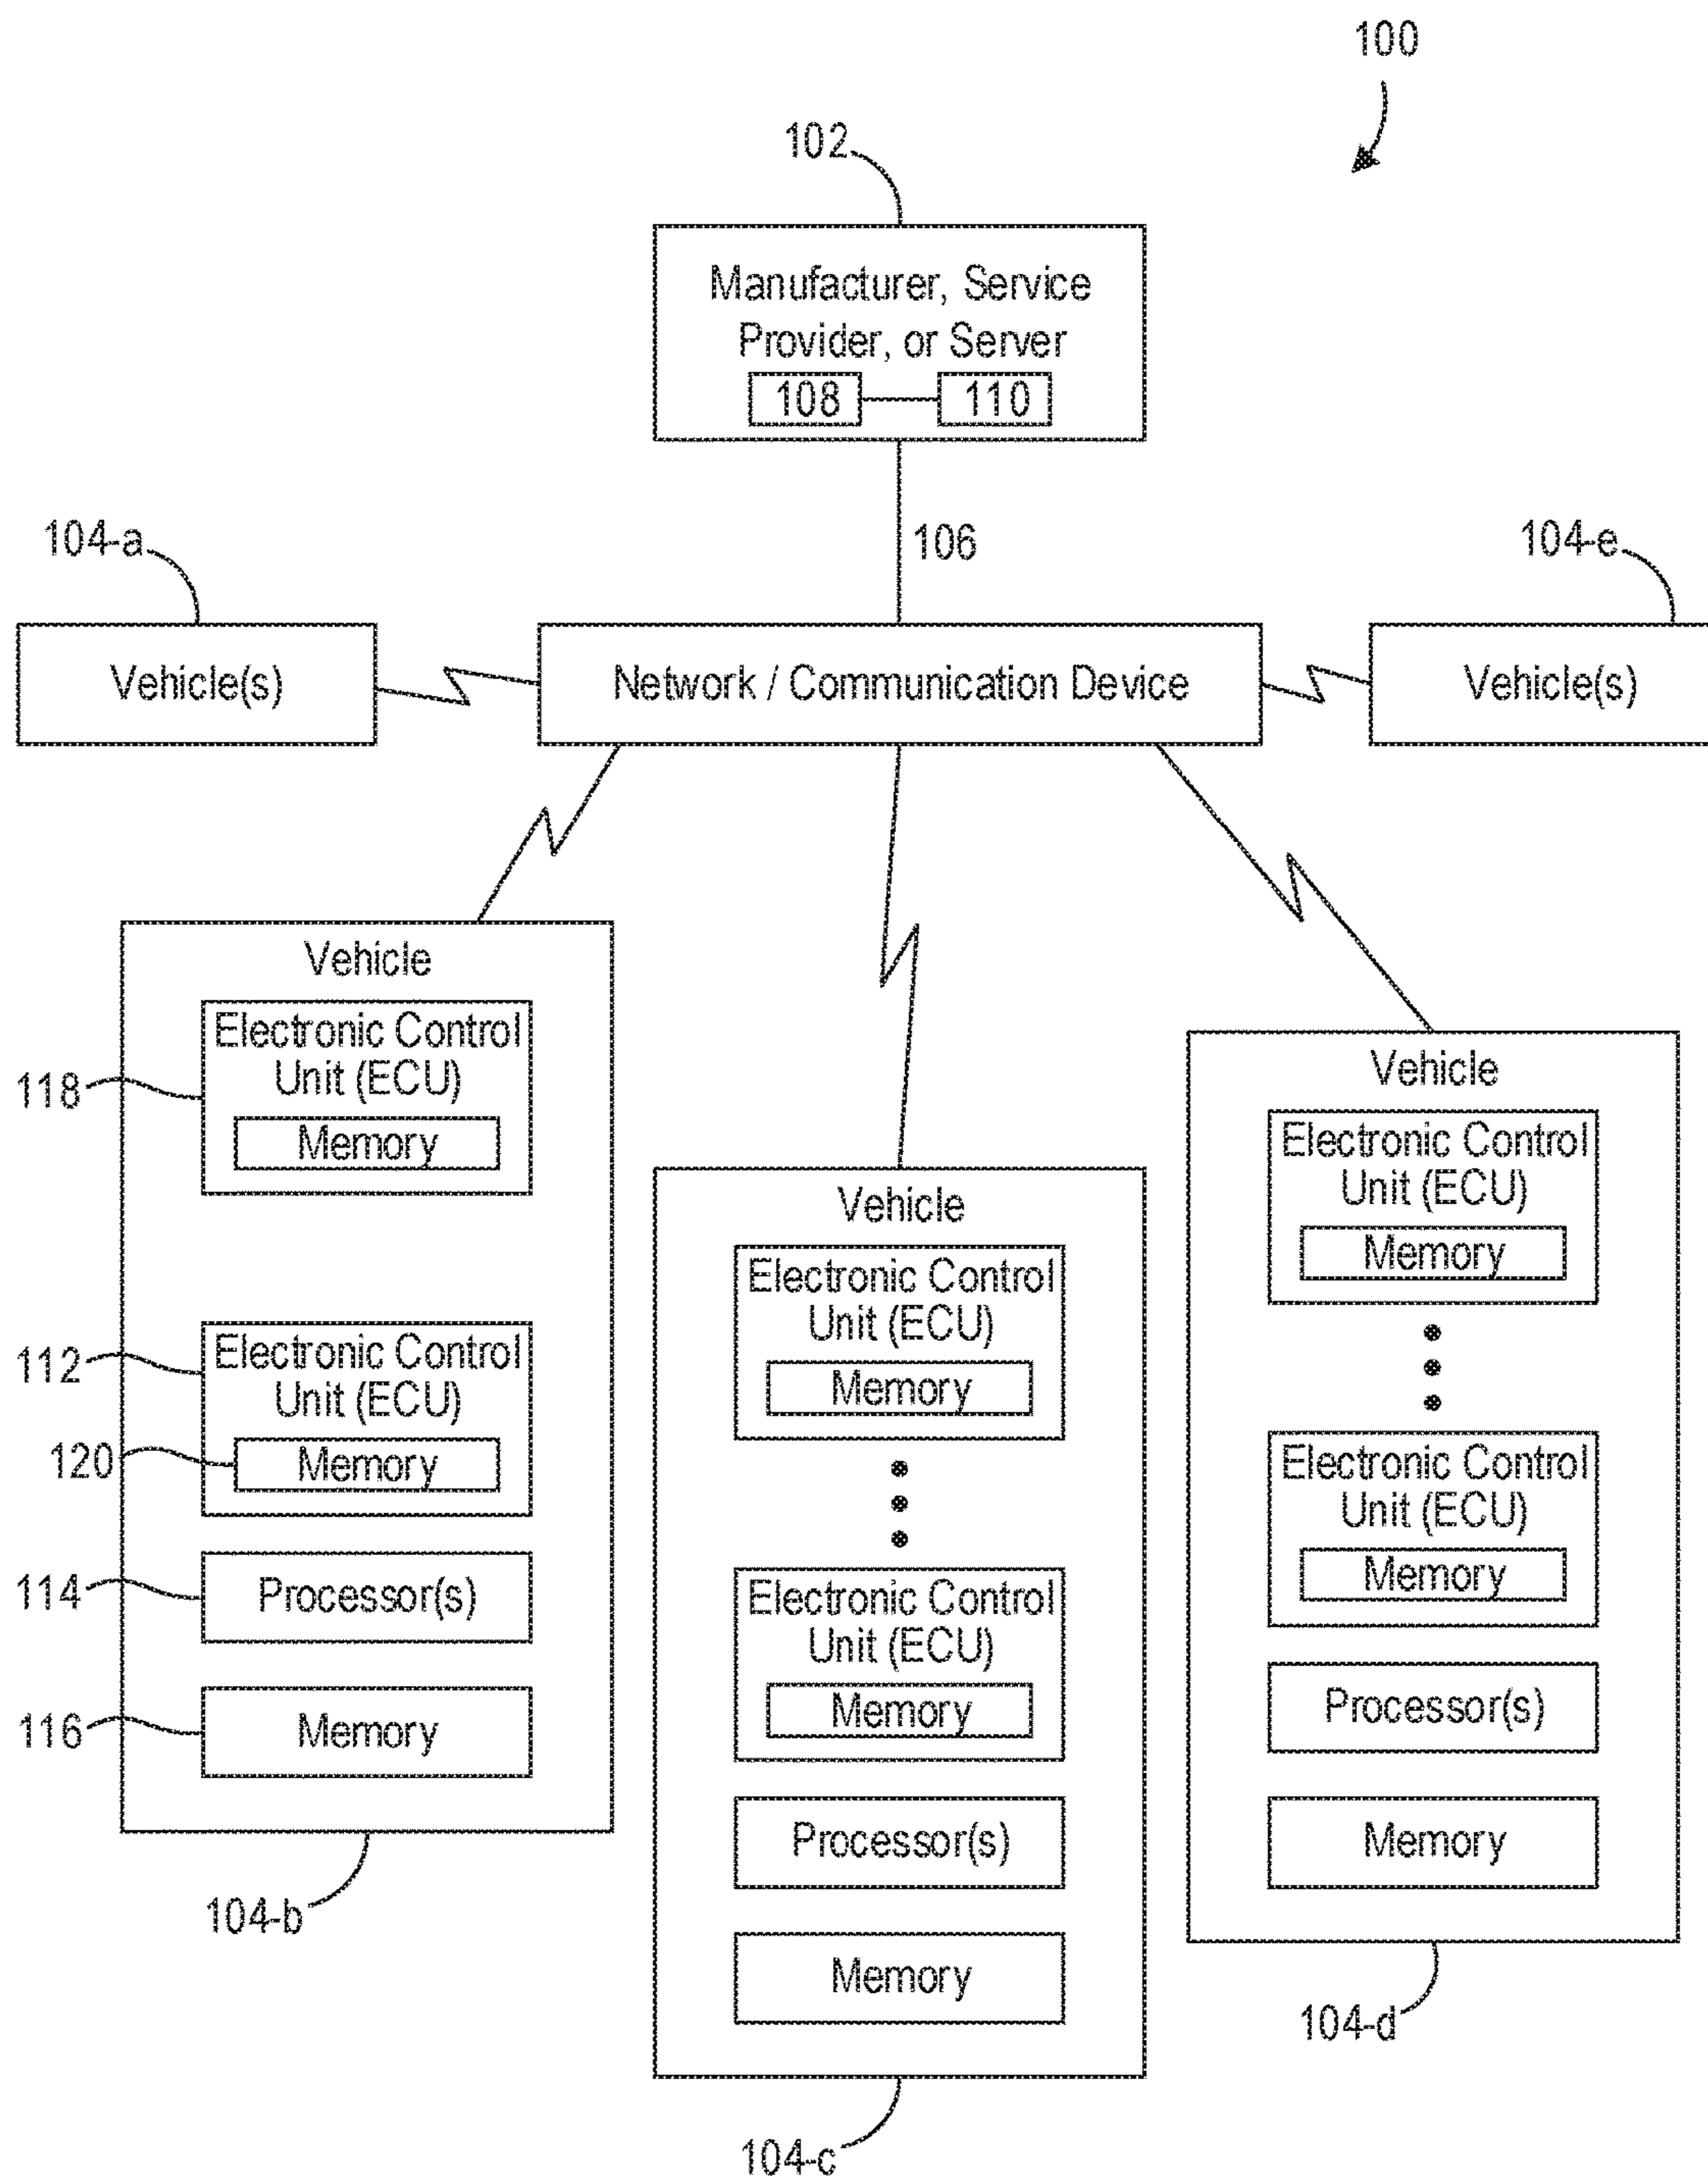 100
102
Manufacturer, Service
Provider, or Server
108
110
106
104-a
104-e
Vehicle(s)
Network / Communication Device
Vehicle(s)
Vehicle
Electronic Control
Unit (ECU)
Memory
118
Electronic Control
Unit (ECU)
Memory
112
120
Processor(s)
114
Memory
116
104-b
Vehicle
Electronic Control
Unit (ECU)
Memory
Electronic Control
Unit (ECU)
Memory
Processor(s)
Memory
104-c
Vehicle
Electronic Control
Unit (ECU)
Memory
Electronic Control
Unit (ECU)
Memory
Processor(s)
Memory
104-d